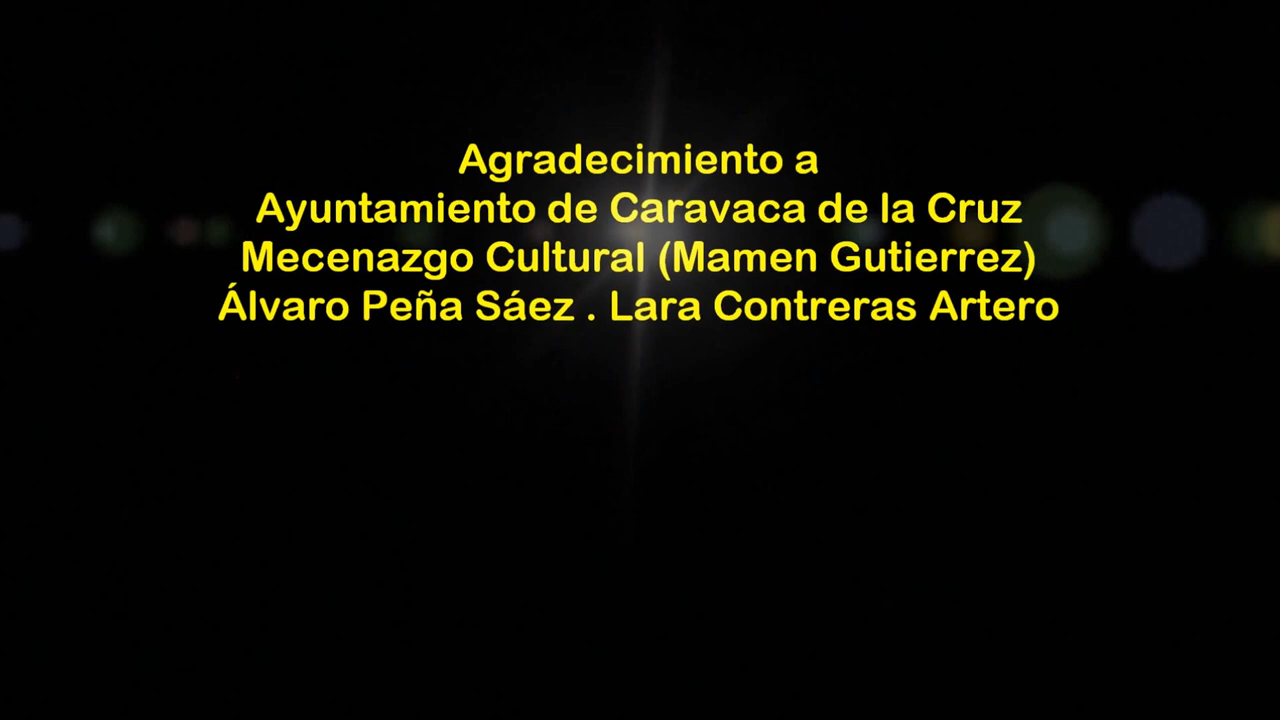 Agradecimiento a
Ayuntamiento de Caravaca de la Cruz
Mecenazgo Cultural (Mamen Gutierrez)
Álvaro Peña Sáez . Lara Contreras Artero